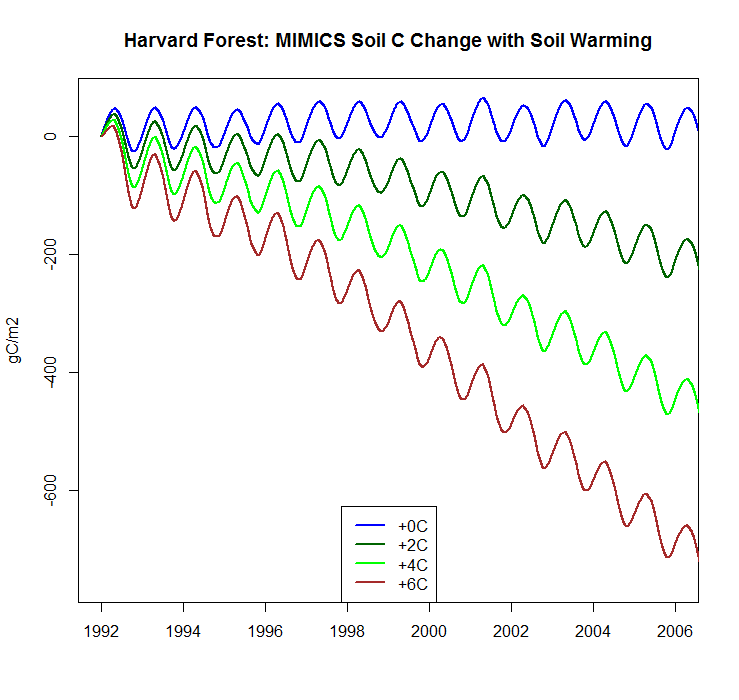 Harvard Forest: MIMICS Soil C Change with Soil Warming
gC/m2
0
-200
-400
-600
+0C
+2C
+4C
+6C
1992 1994 1996 1998 2000 2002 2004 2006